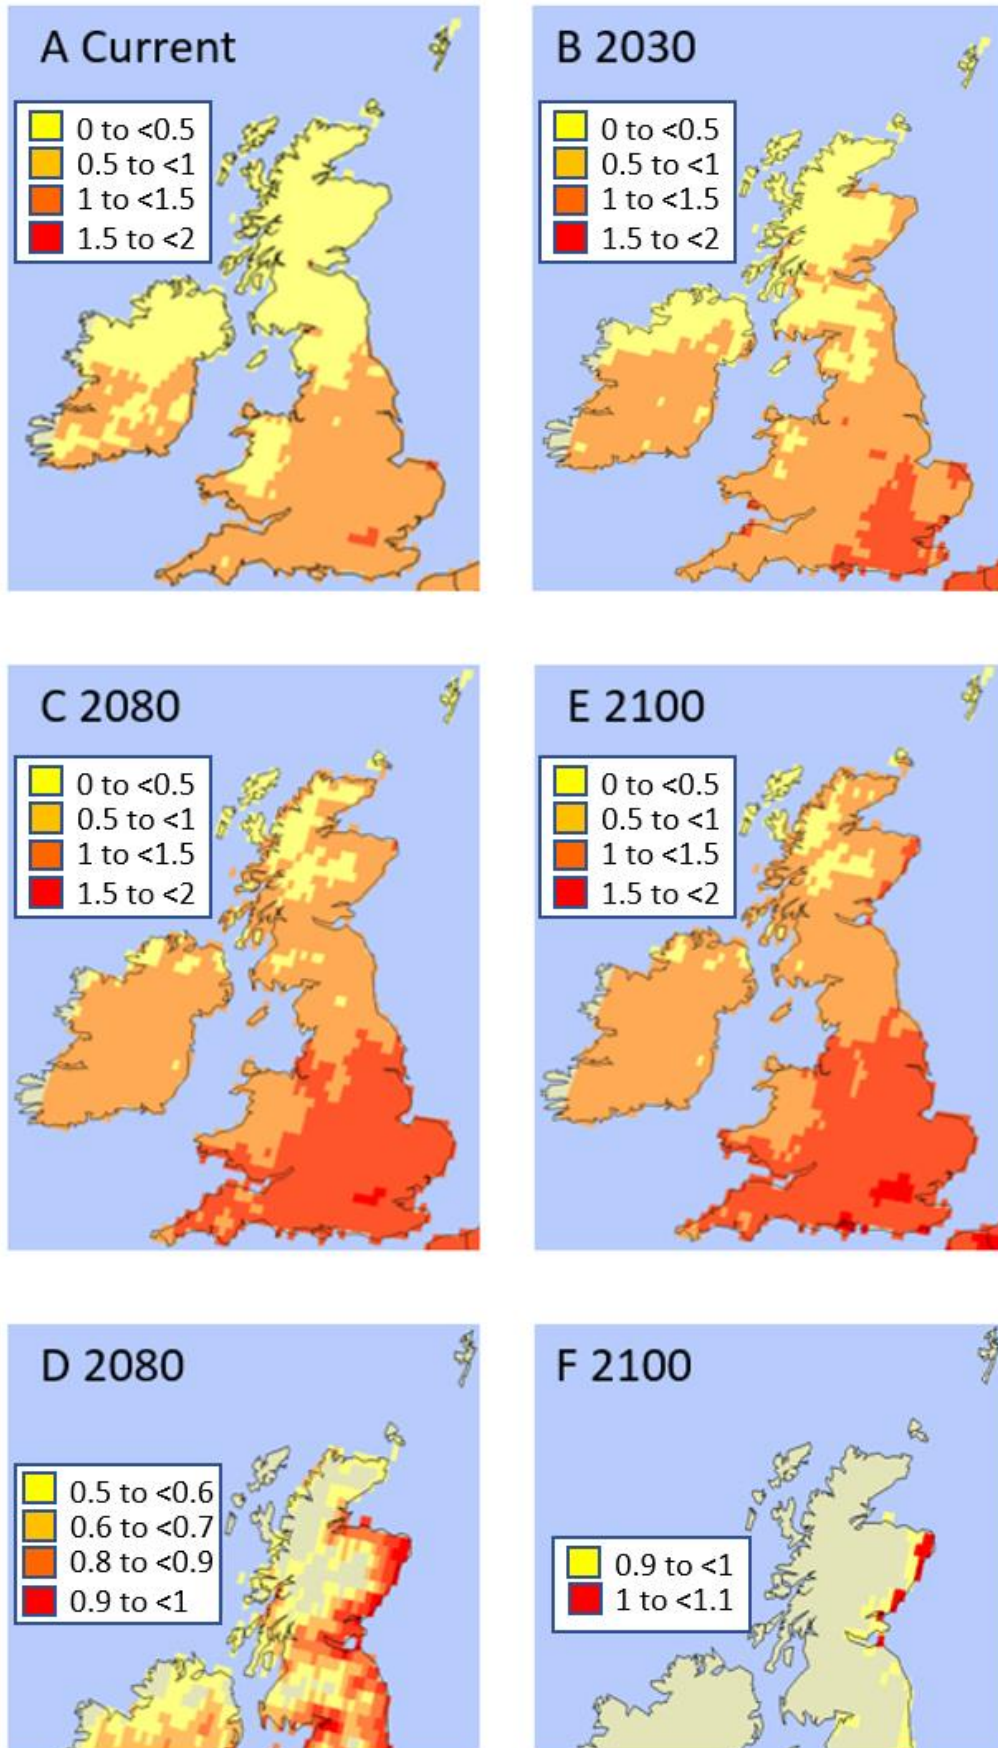 A Current
0 to <0.5
0.5 to <1
1 to <1.5
1.5 to <2
B 2030
0 to <0.5
0.5 to <1
1 to <1.5
1.5 to <2
C 2080
0 to <0.5
0.5 to <1
1 to <1.5
1.5 to <2
E 2100
0 to <0.5
0.5 to <1
1 to <1.5
1.5 to <2
D 2080
0.5 to <0.6
0.6 to <0.7
0.8 to <0.9
0.9 to <1
F 2100
0.9 to <1
1 to <1.1